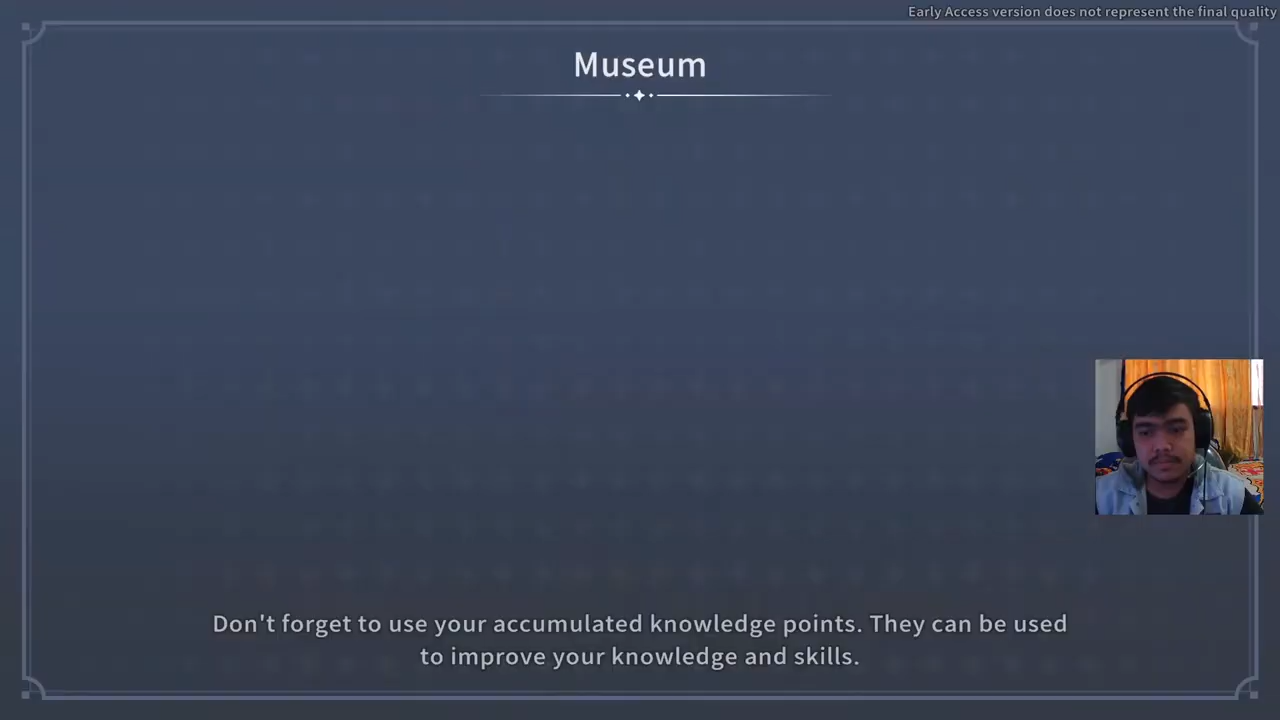 Early Access version does not represent the final quality
Museum
Don't forget to use your accumulated knowledge points. They can be used
to improve your knowledge and skills.